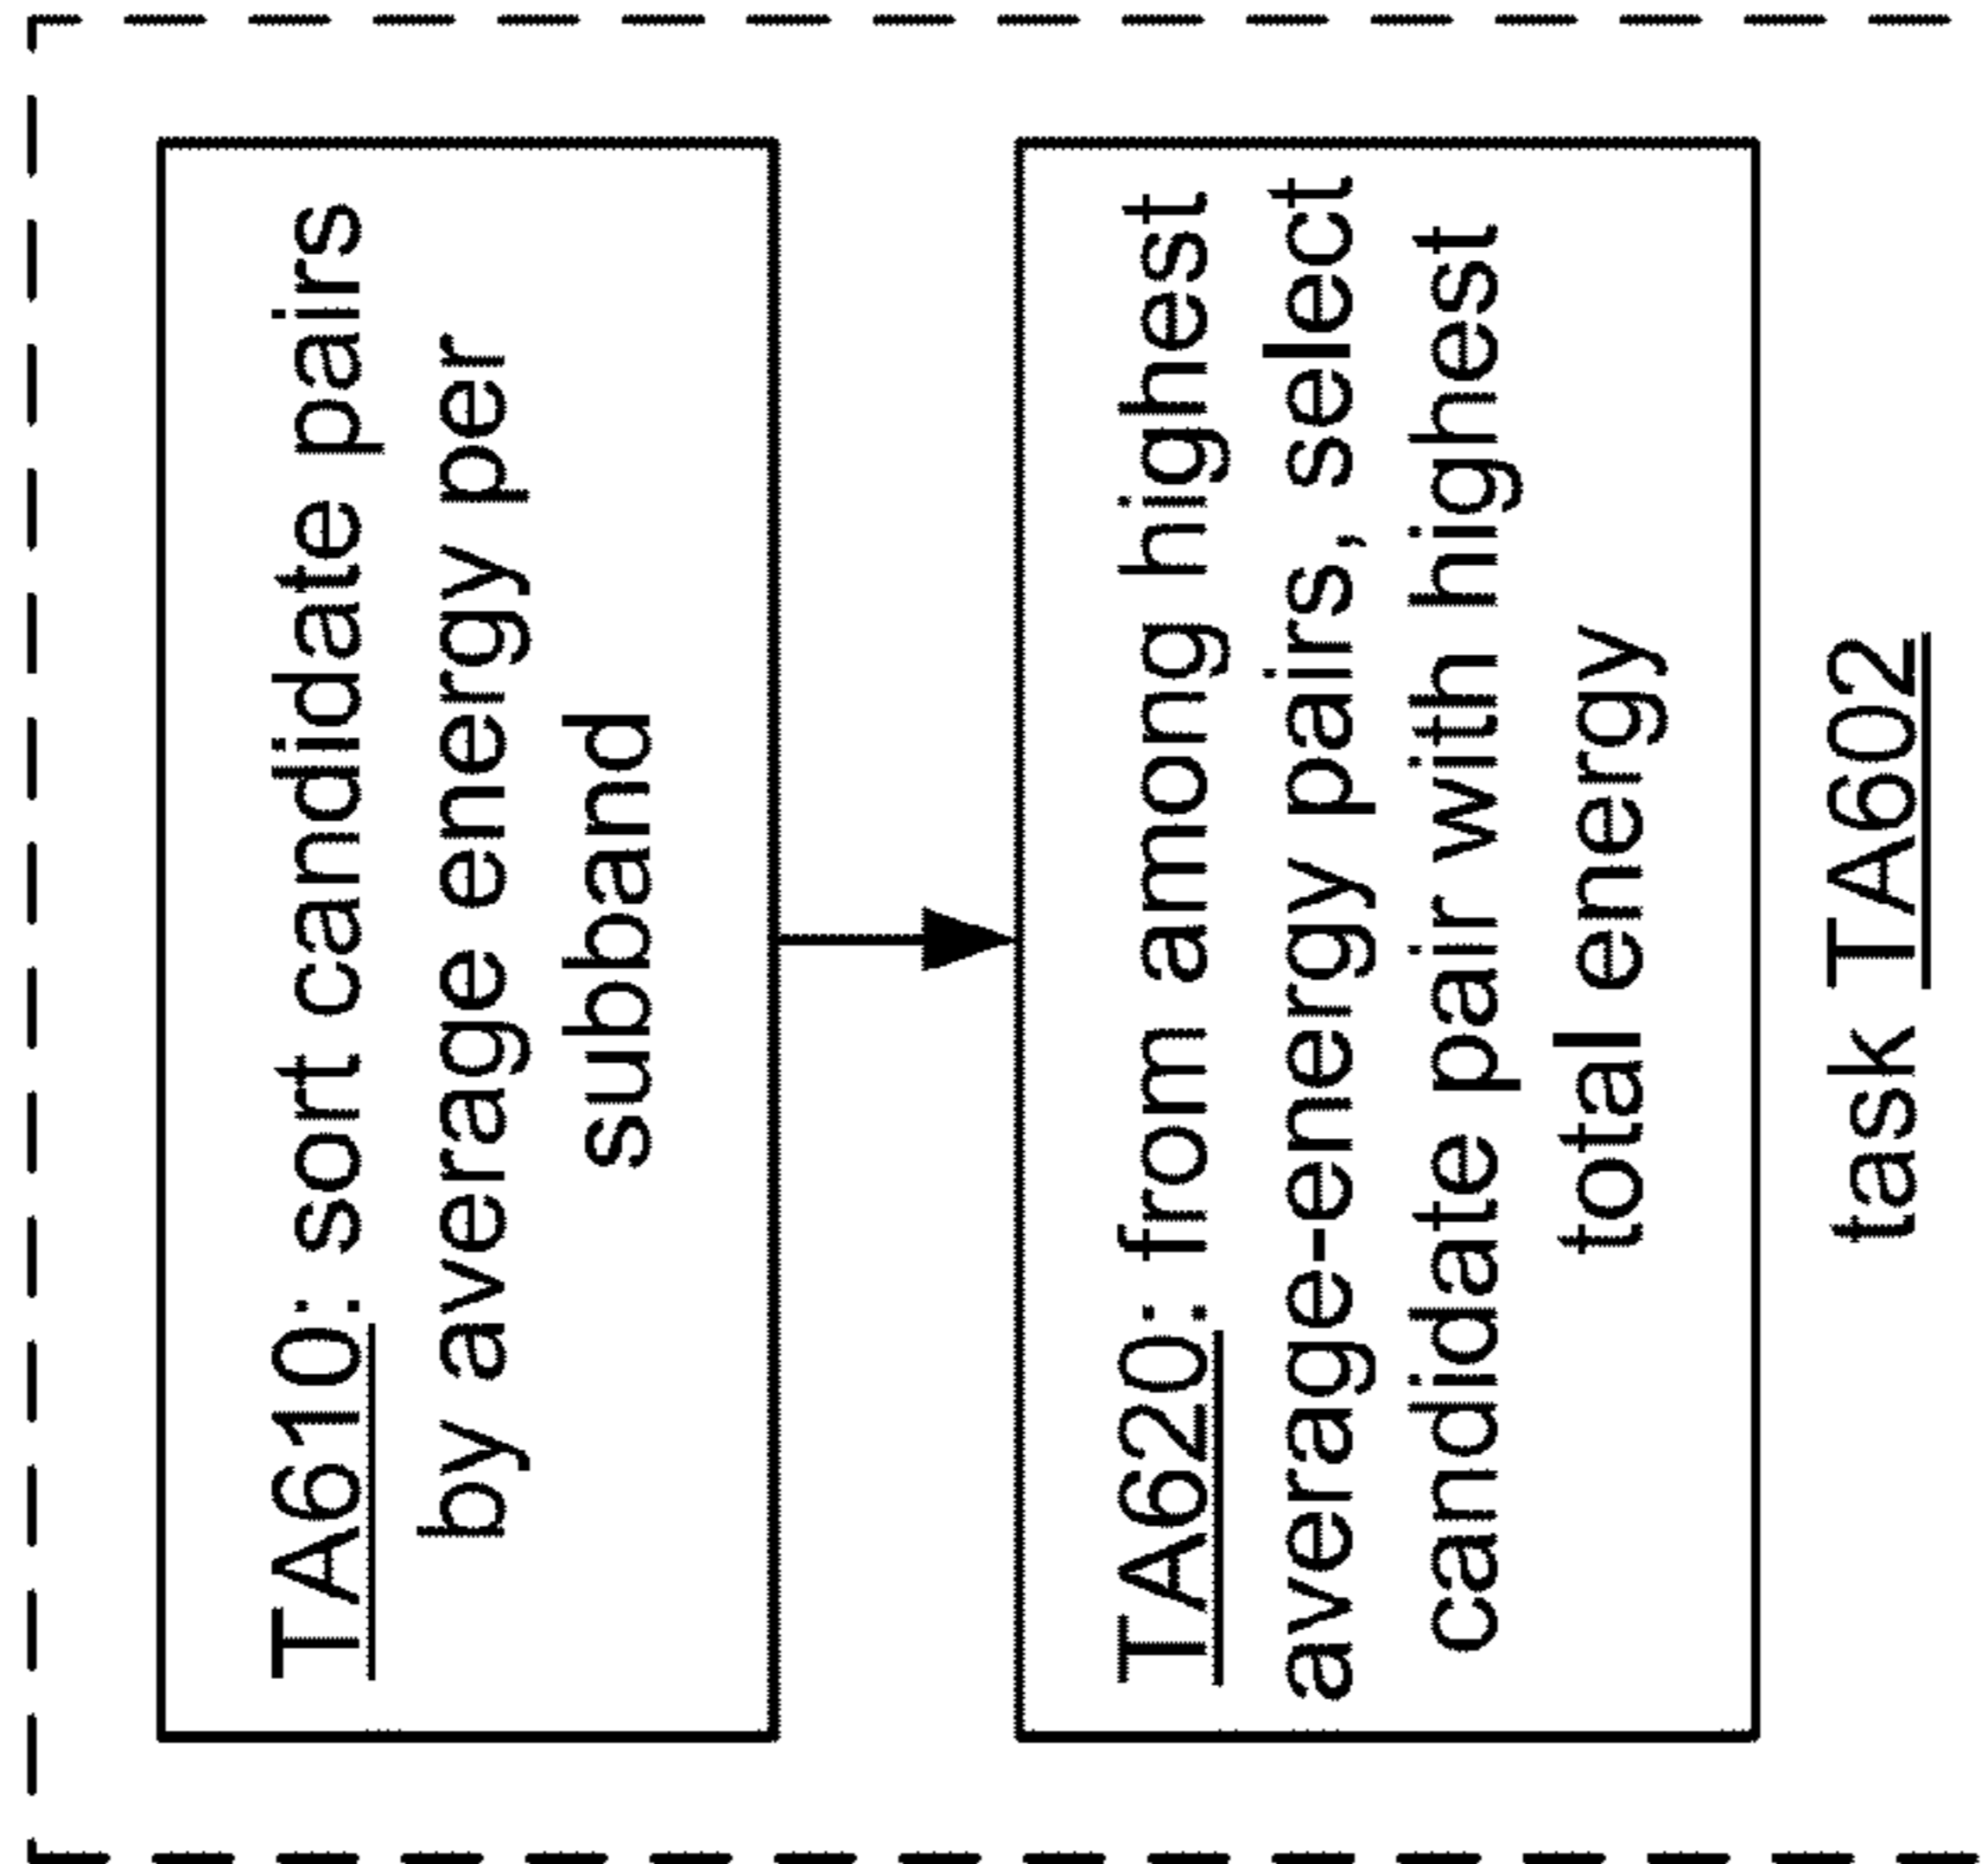 TA610: sort candidate pairs
by average energy per
subband
TA620: from among highest
average-energy pairs, select
candidate pair with highest
total energy
task TA602